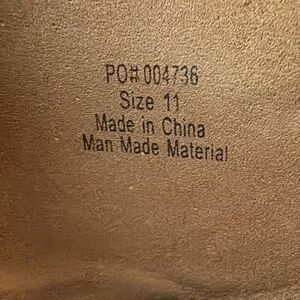 PO# 004736
Size 11
Made in China
Man Made Material